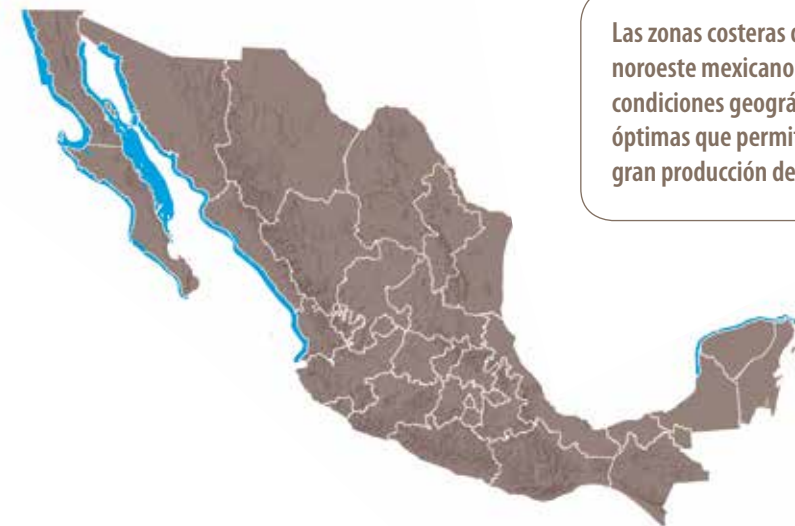 Las zonas costeras
noroeste mexicano
condiciones geográ
óptimas que permit
gran producción de